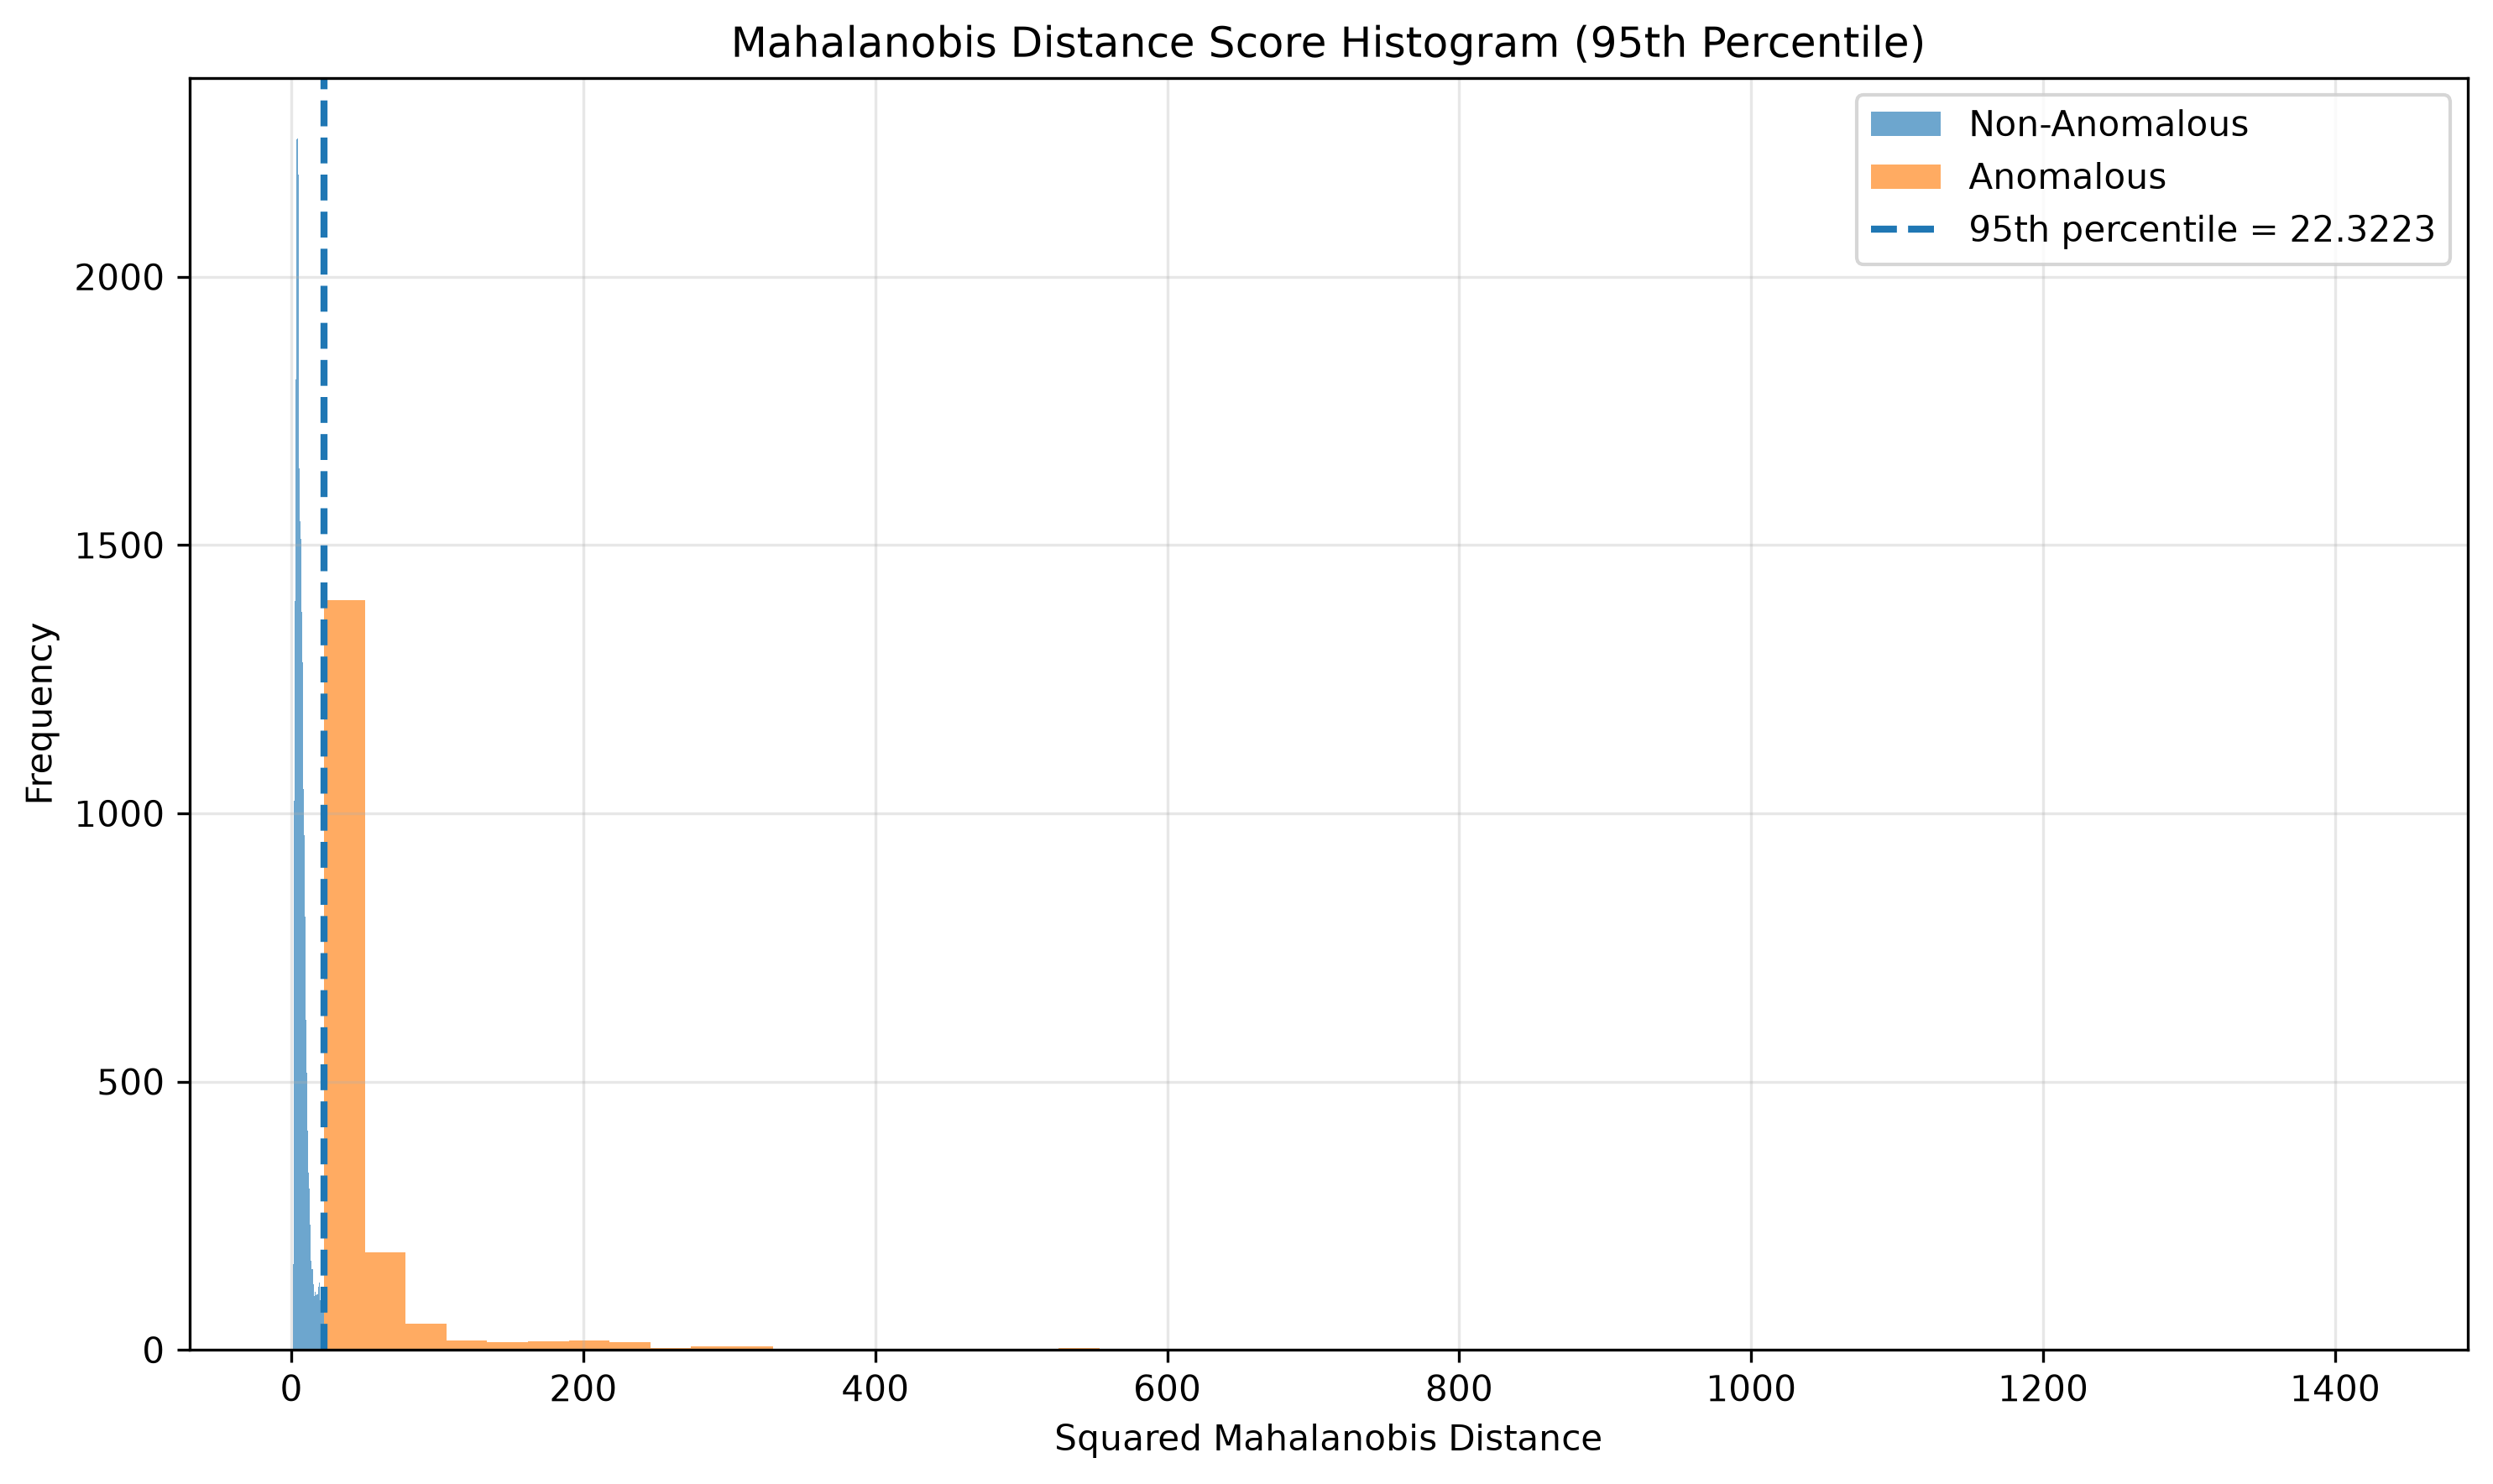 Mahalanobis Distance Score Histogram (95th Percentile)
Non-Anomalous
Anomalous
95th percentile = 22.3223
Frequency
2000
1500
1000
500
0
0 200 400 600 800 1000 1200 1400
Squared Mahalanobis Distance